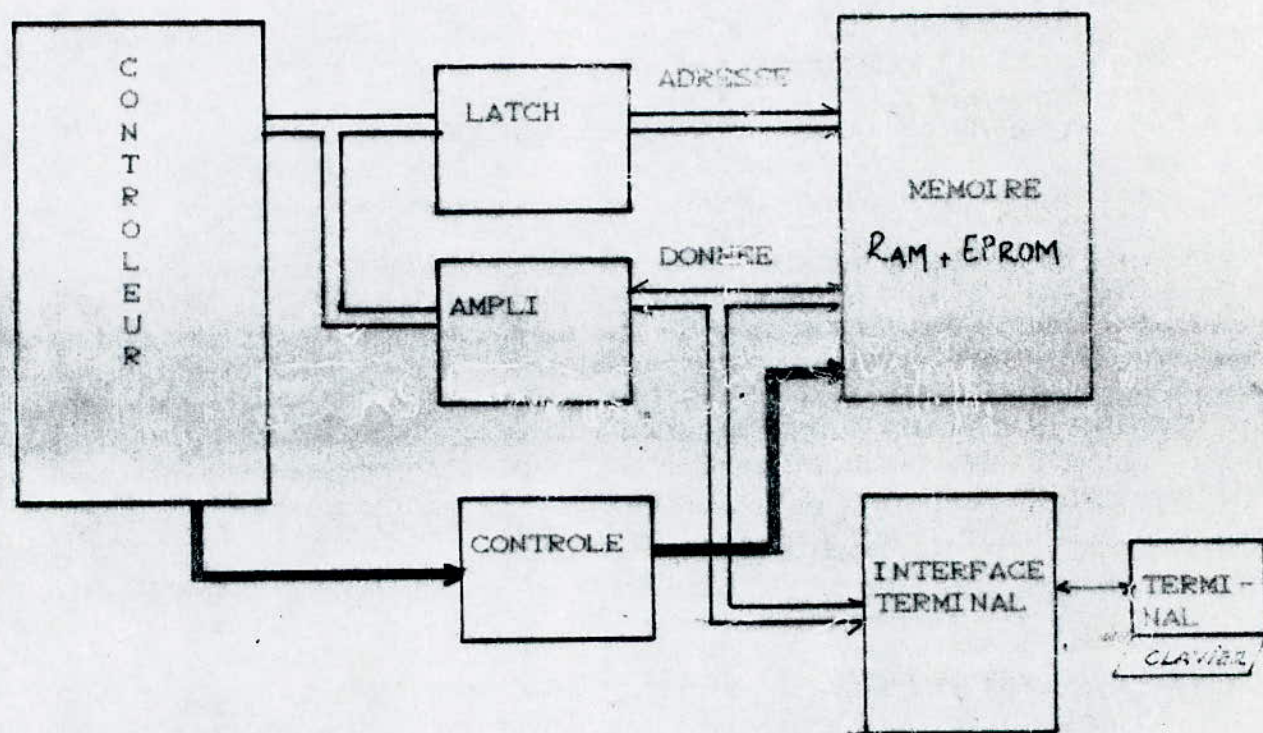 CONTROLEUR
LATCH
ADRESSE
MEMOIRE
RAM + EPROM
DONNEE
AMPLI
CONTROLE
INTERFACE
TERMINAL
TERMI-
NAL
CLAVIER